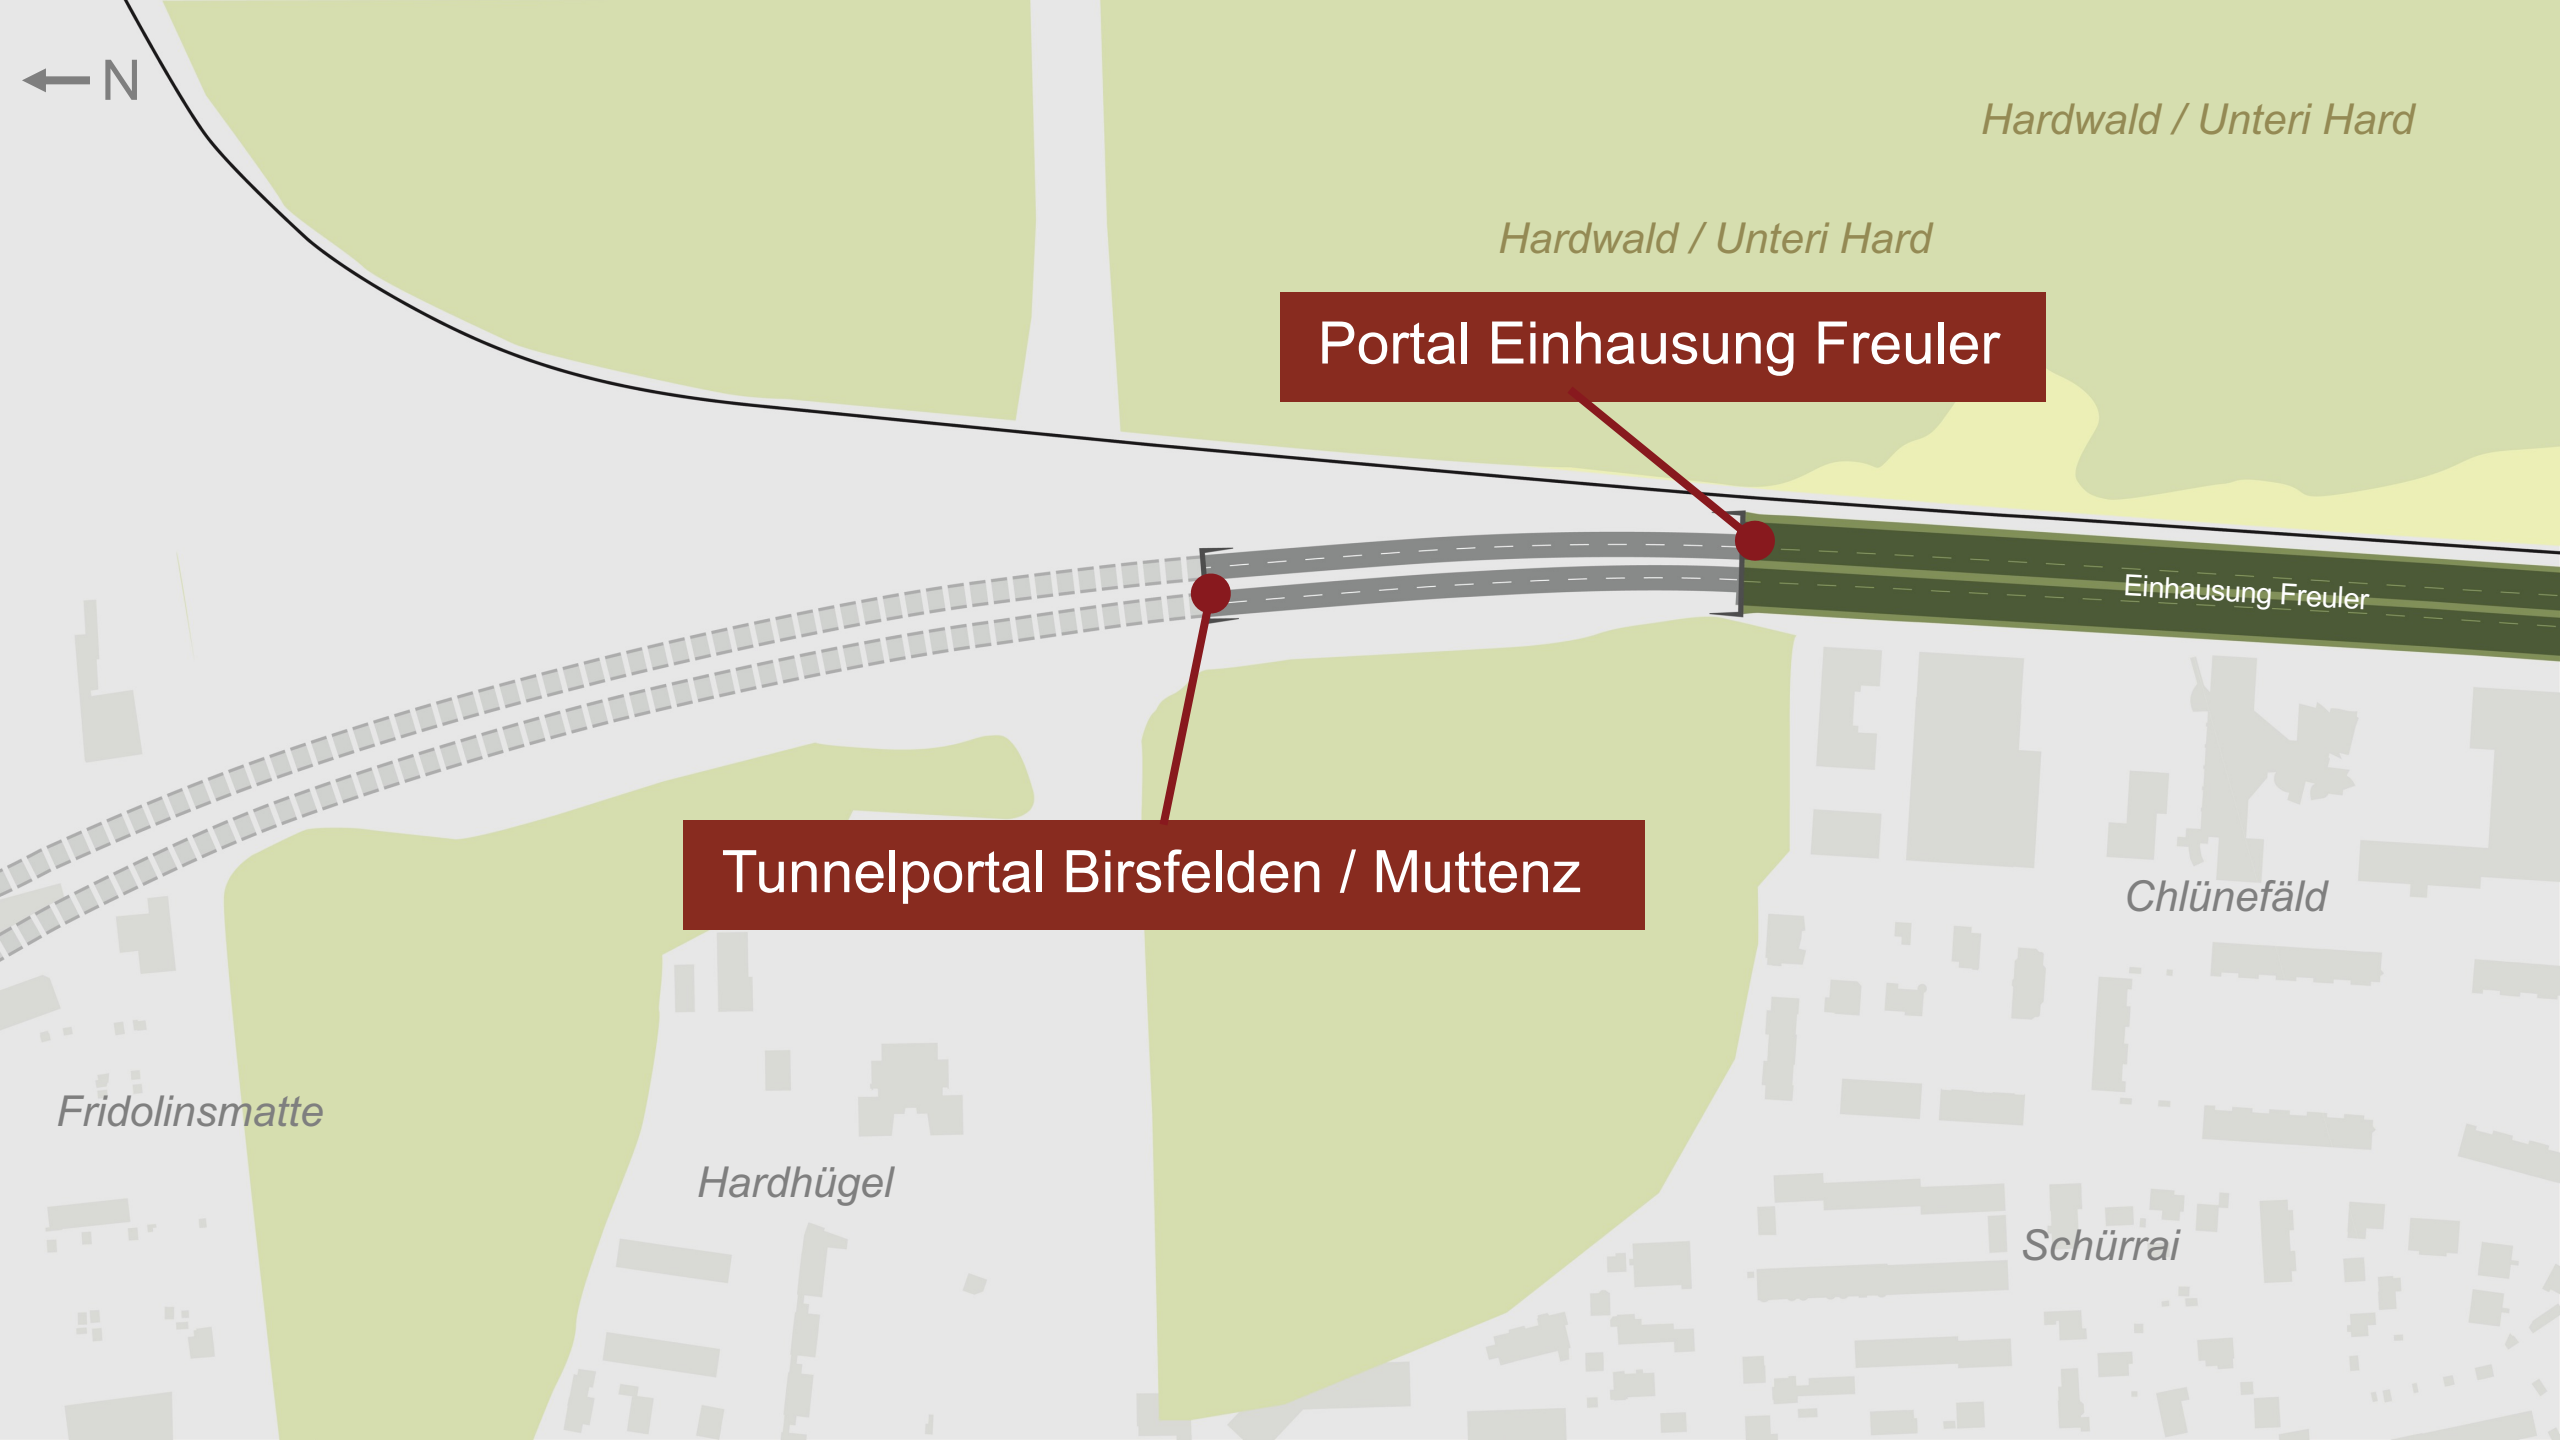 N
Hardwald / Unteri Hard
Hardwald / Unteri Hard
Portal Einhausung Freuler
Einhausung Freuler
Tunnelportal Birsfelden / Muttenz
Chlünefäld
Fridolinsmatte
Hardhügel
Schürrai